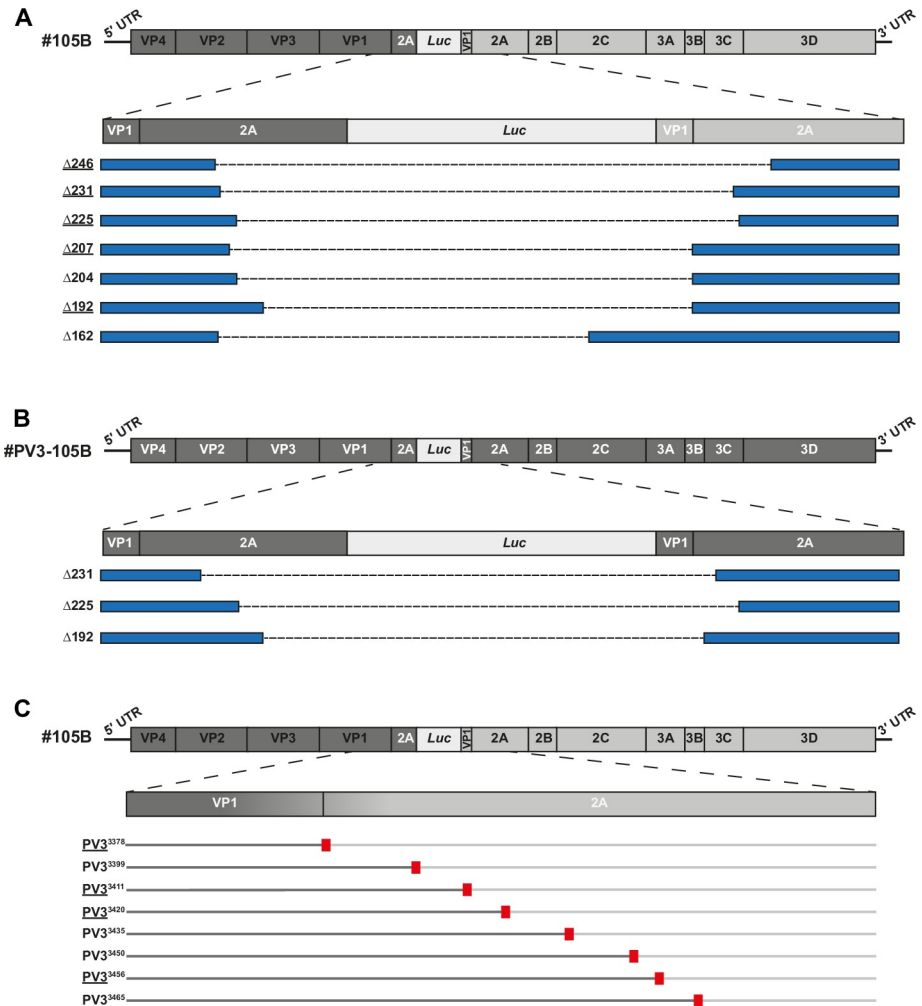 A
5' UTR
3' UTR
#105B
VP4 VP2 VP3 VP1 2A Luc VP1 2A 2B 2C 3A 3B 3C 3D
VP1 2A Luc VP1 2A
Δ246
Δ231
Δ225
Δ207
Δ204
Δ192
Δ162
B
5' UTR
3' UTR
#PV3-105B
VP4 VP2 VP3 VP1 2A Luc VP1 2A 2B 2C 3A 3B 3C 3D
VP1 2A Luc VP1 2A
Δ231
Δ225
Δ192
C
5' UTR
3' UTR
#105B
VP4 VP2 VP3 VP1 2A Luc VP1 2A 2B 2C 3A 3B 3C 3D
VP1 2A
PV3³³⁷⁸
PV3³³⁹⁹
PV3³⁴¹¹
PV3³⁴²⁰
PV3³⁴³⁵
PV3³⁴⁵⁰
PV3³⁴⁵⁶
PV3³⁴⁶⁵